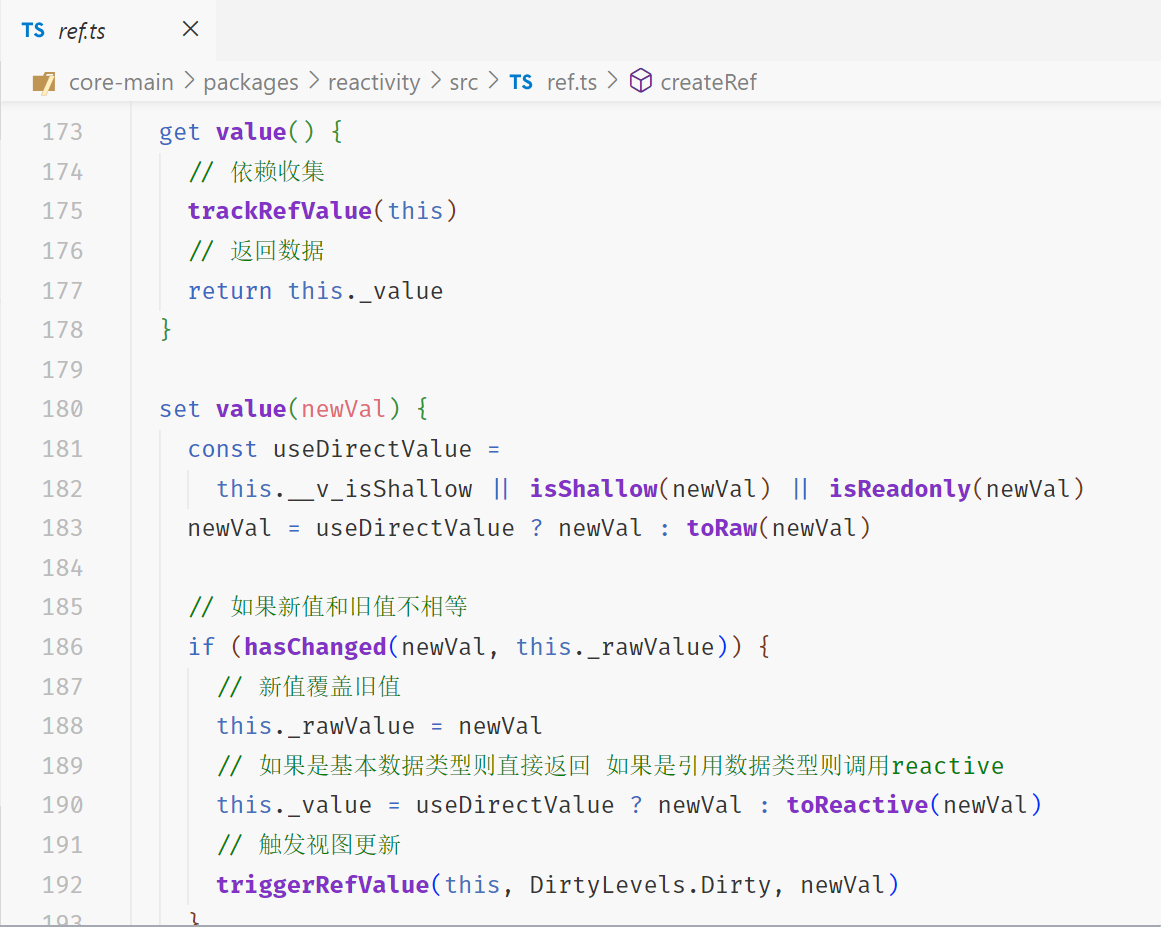 TS ref.ts
core-main > packages > reactivity > src > TS ref.ts > createRef
173 get value() {
174 // 依赖收集
175 trackRefValue(this)
176 // 返回数据
177 return this._value
178 }
179
180 set value(newVal) {
181 const useDirectValue =
182 this.__v_isShallow || isShallow(newVal) || isReadonly(newVal)
183 newVal = useDirectValue ? newVal : toRaw(newVal)
184
185 // 如果新值和旧值不相等
186 if (hasChanged(newVal, this._rawValue)) {
187 // 新值覆盖旧值
188 this._rawValue = newVal
189 // 如果是基本数据类型则直接返回 如果是引用数据类型则调用reactive
190 this._value = useDirectValue ? newVal : toReactive(newVal)
191 // 触发视图更新
192 triggerRefValue(this, DirtyLevels.Dirty, newVal)
193 }